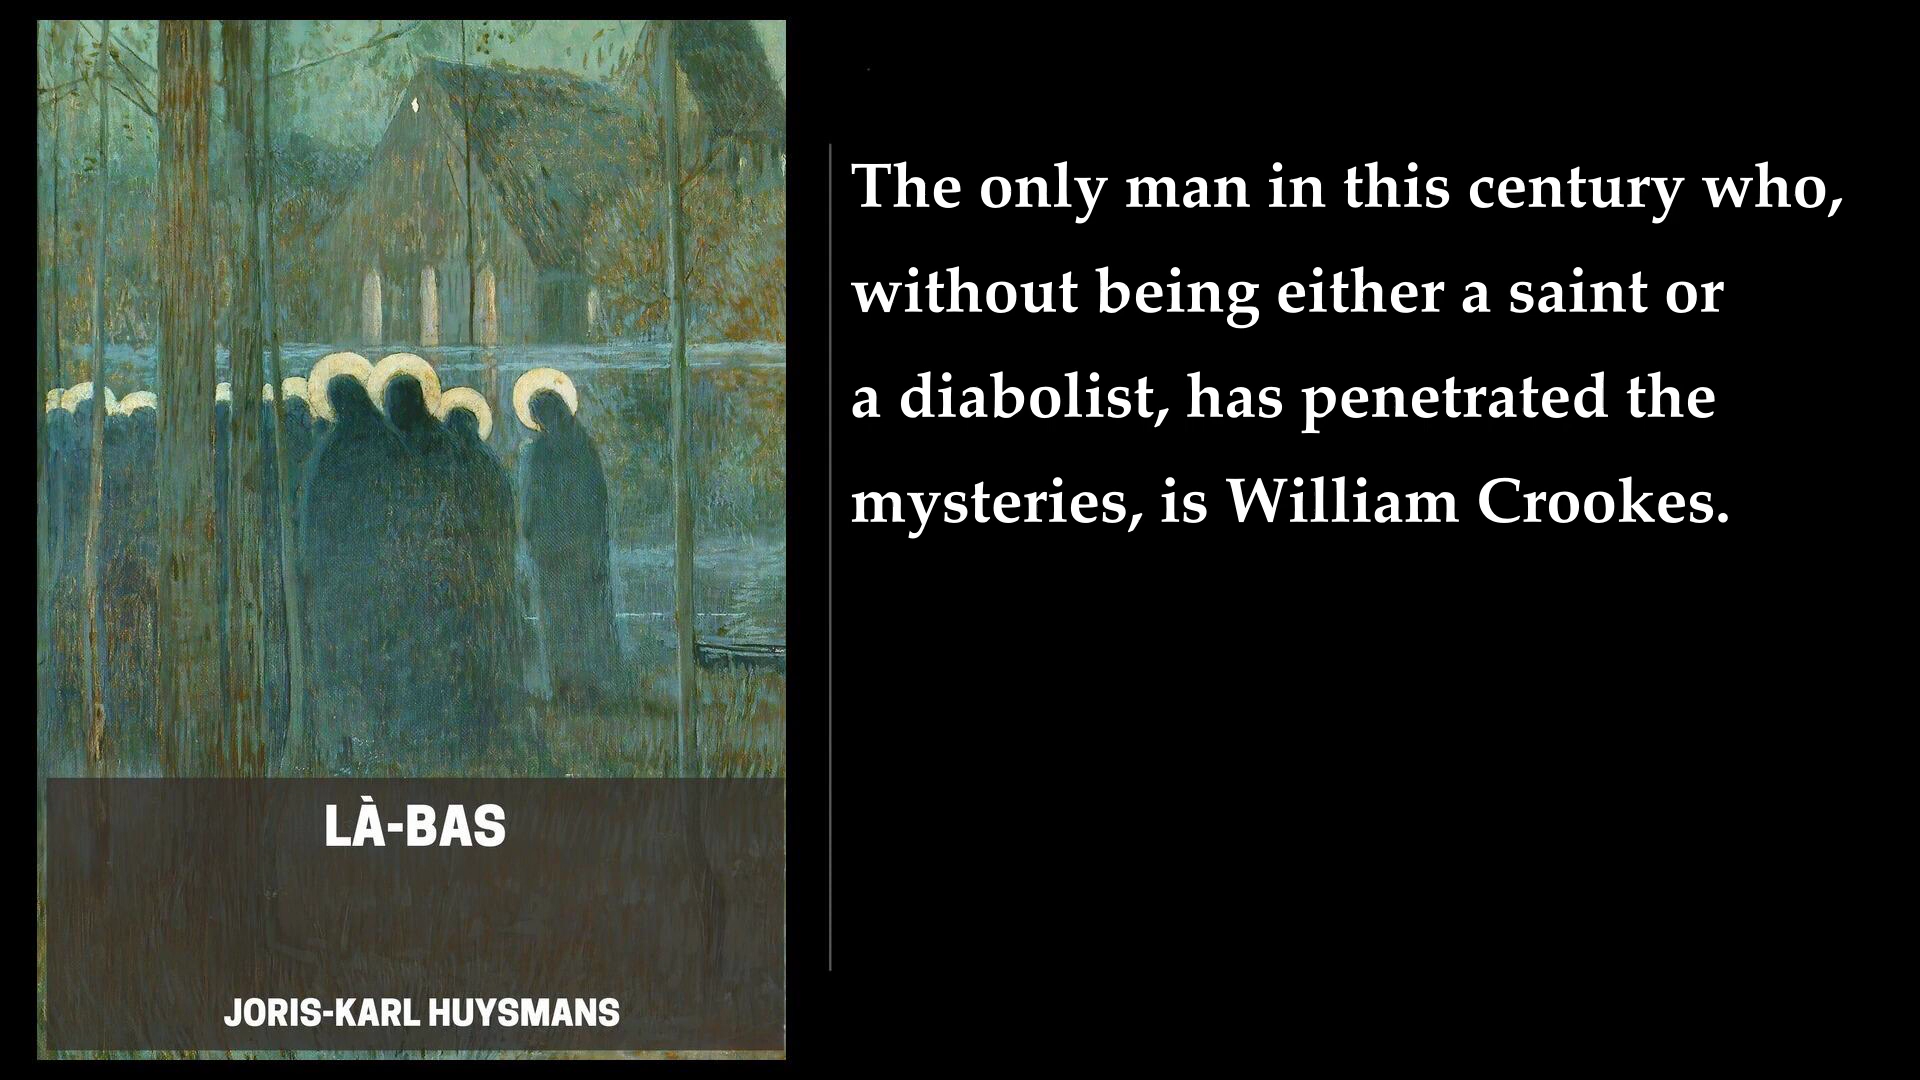 LÀ-BAS
JORIS-KARL HUYSMANS
The only man in this century who,
without being either a saint or
a diabolist, has penetrated the
mysteries, is William Crookes.